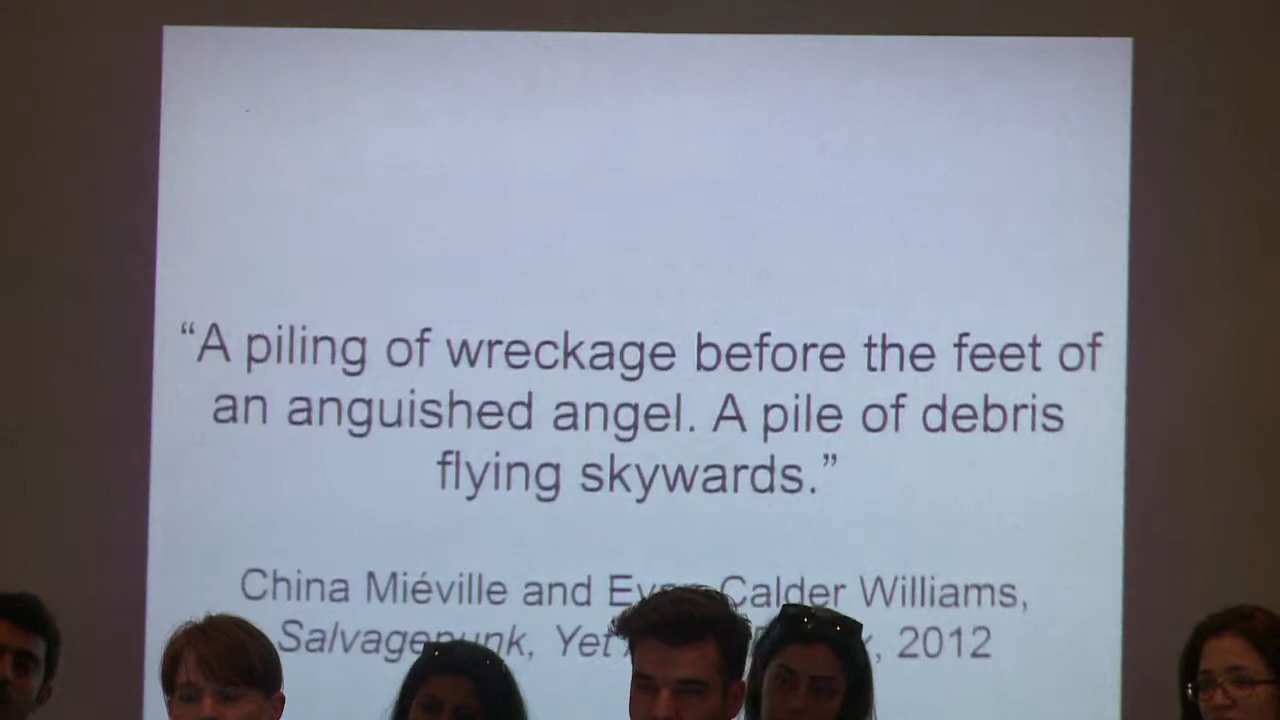 “A piling of wreckage before the feet of
an anguished angel. A pile of debris
flying skywards.”
China Miéville and Calder Williams,
Yet 2012